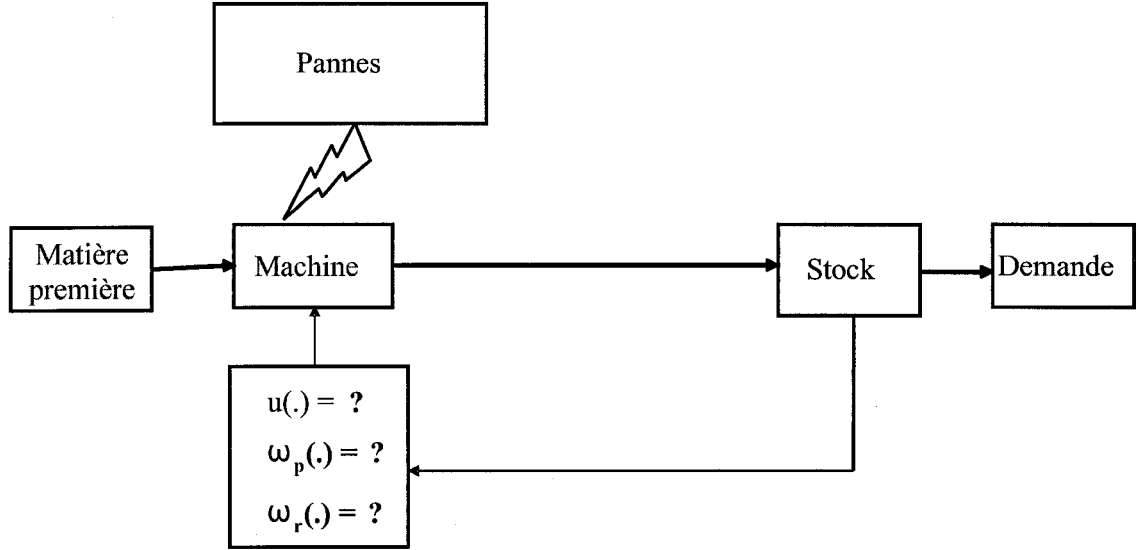 Pannes
Matière
première
Machine
Stock
Demande
u(.) = ?
ω_p(.) = ?
ω_r(.) = ?